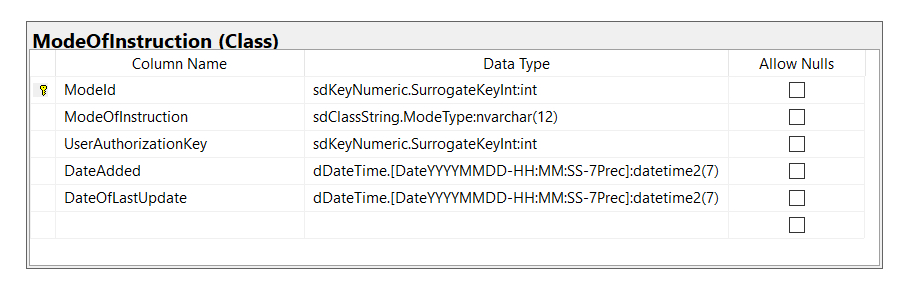 ModeOfInstruction (Class)
Column Name Data Type Allow Nulls
ModeId sdKeyNumeric.SurrogateKeyInt:int
ModeOfInstruction sdClassString.ModeType:nvarchar(12)
UserAuthorizationKey sdKeyNumeric.SurrogateKeyInt:int
DateAdded dDateTime.[DateYYYYMMDD-HH:MM:SS-7Prec]:datetime2(7)
DateOfLastUpdate dDateTime.[DateYYYYMMDD-HH:MM:SS-7Prec]:datetime2(7)